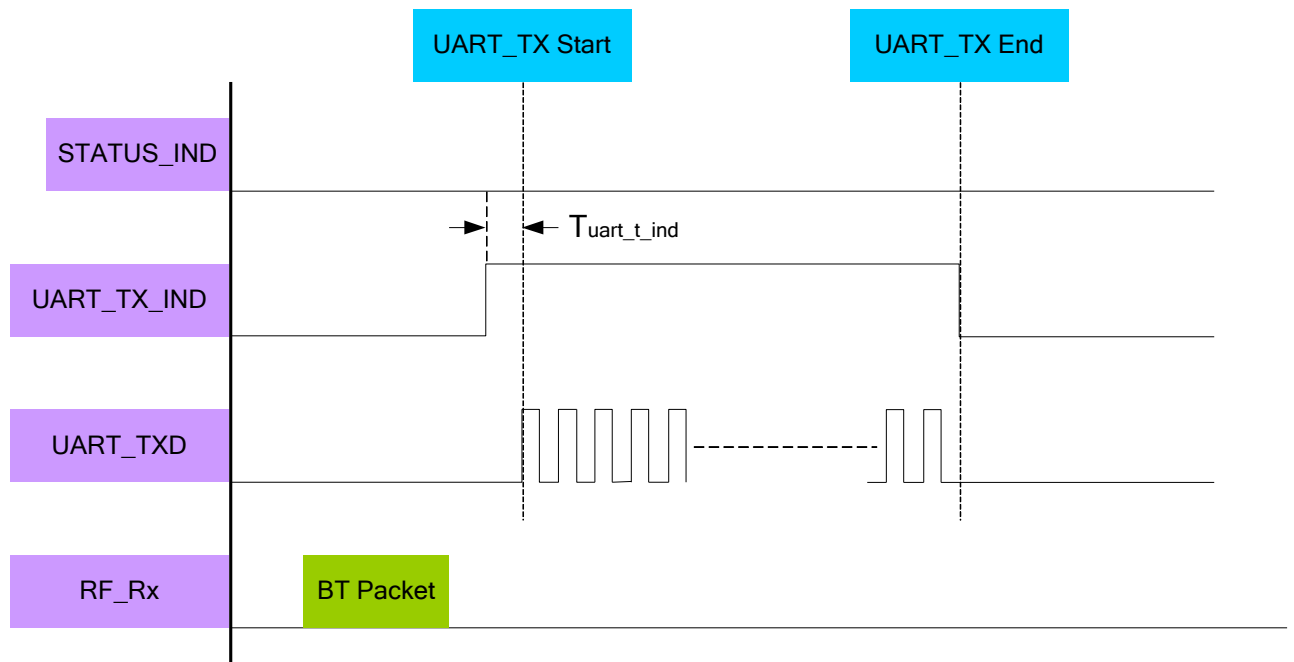 UART_TX Start
UART_TX End
STATUS_IND
Tuart_t_ind
UART_TX_IND
UART_TXD
RF_Rx
BT Packet